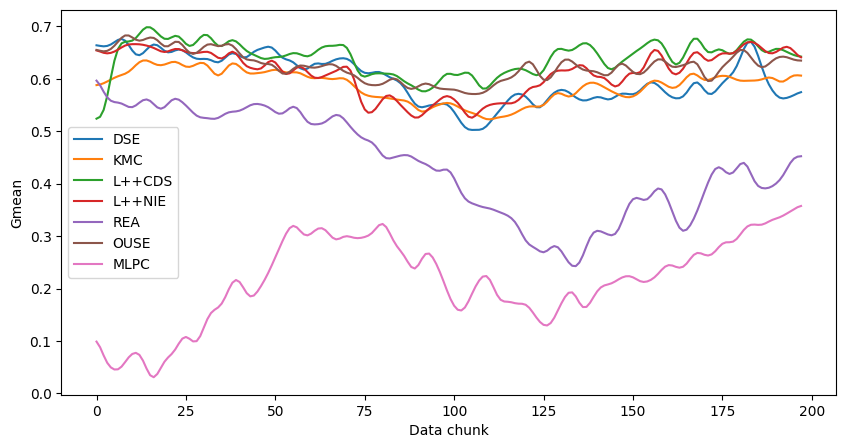 0.7
0.6
0.5
0.4
0.3
0.2
0.1
0.0
Gmean
DSE
KMC
L++CDS
L++NIE
REA
OUSE
MLPC
0 25 50 75 100 125 150 175 200
Data chunk